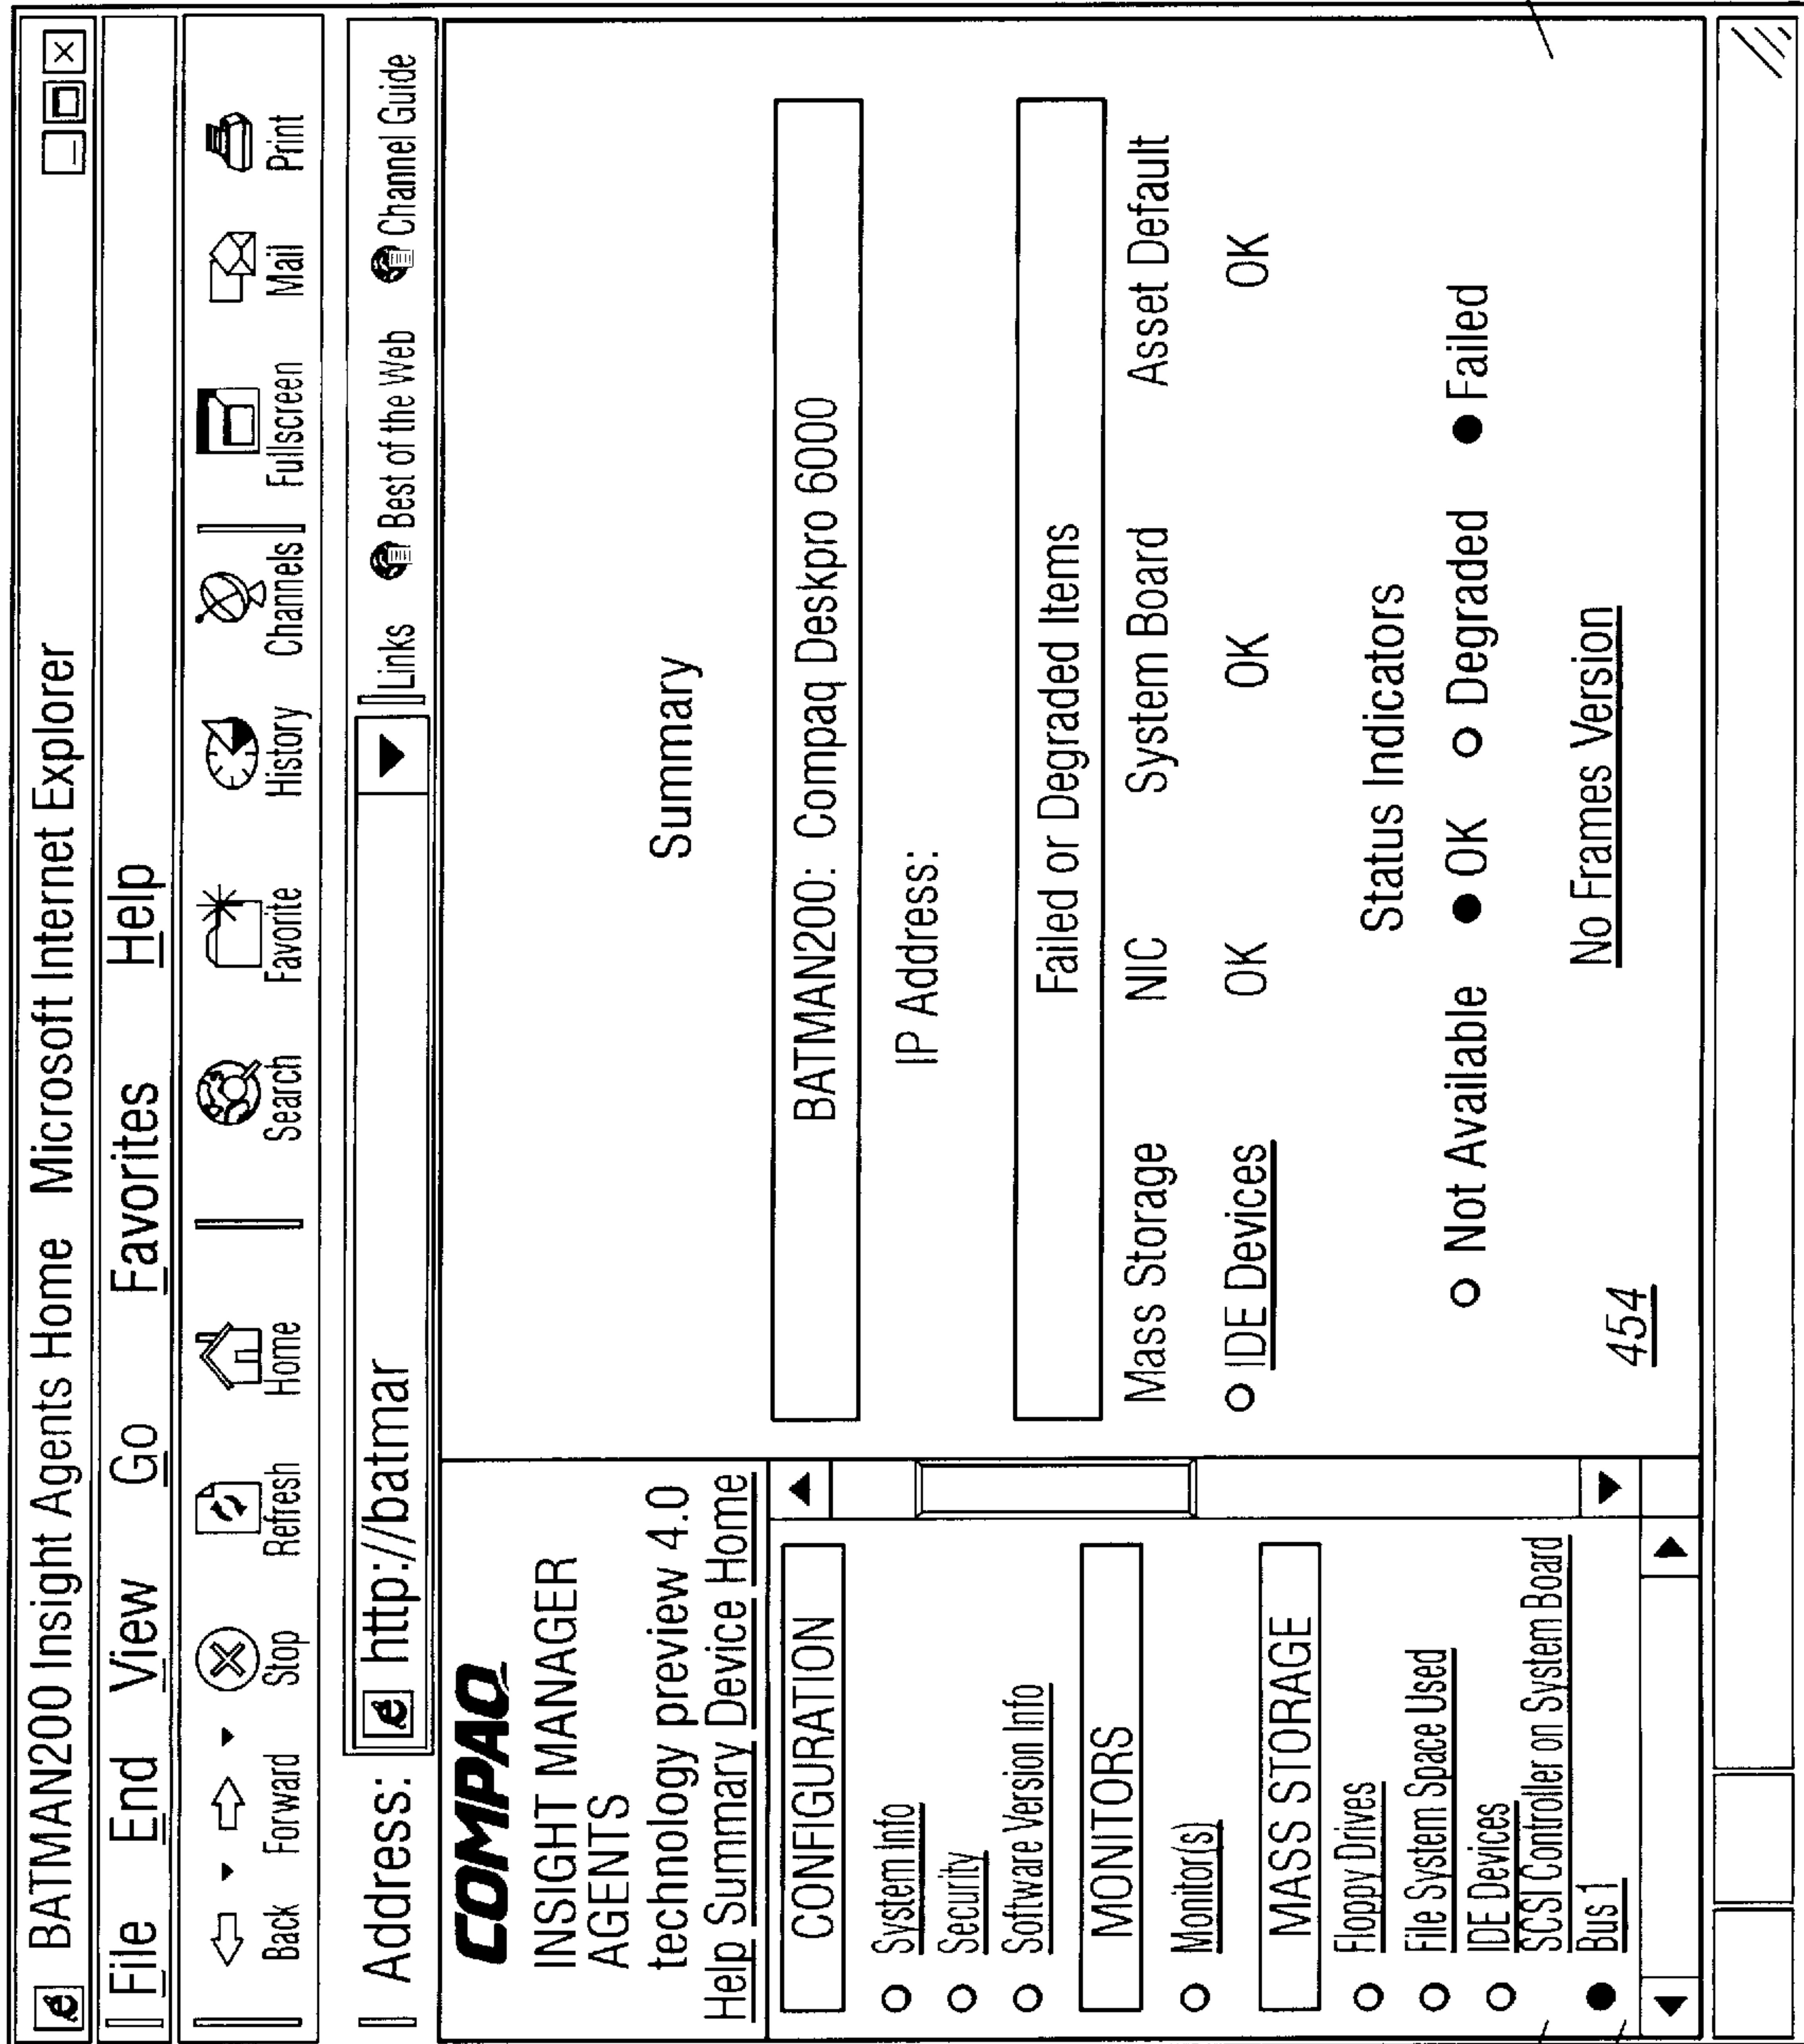 BATMAN200 Insight Agents Home Microsoft Internet Explorer
File End View Go Favorites Help
Back Forward Stop Refresh Home Search Favorite History Channels Fullscreen Mail Print
Address: http://batmar Links Best of the Web Channel Guide
COMPAQ
INSIGHT MANAGER
AGENTS
technology preview 4.0
Help Summary Device Home
CONFIGURATION
System Info
Security
Software Version Info
MONITORS
Monitor(s)
MASS STORAGE
Floppy Drives
File System Space Used
IDE Devices
SCSI Controller on System Board
Bus 1
Summary
BATMAN200: Compaq Deskpro 6000
IP Address:
Failed or Degraded Items
Mass Storage NIC System Board Asset Default
IDE Devices OK OK OK
Status Indicators
Not Available OK Degraded Failed
No Frames Version
454